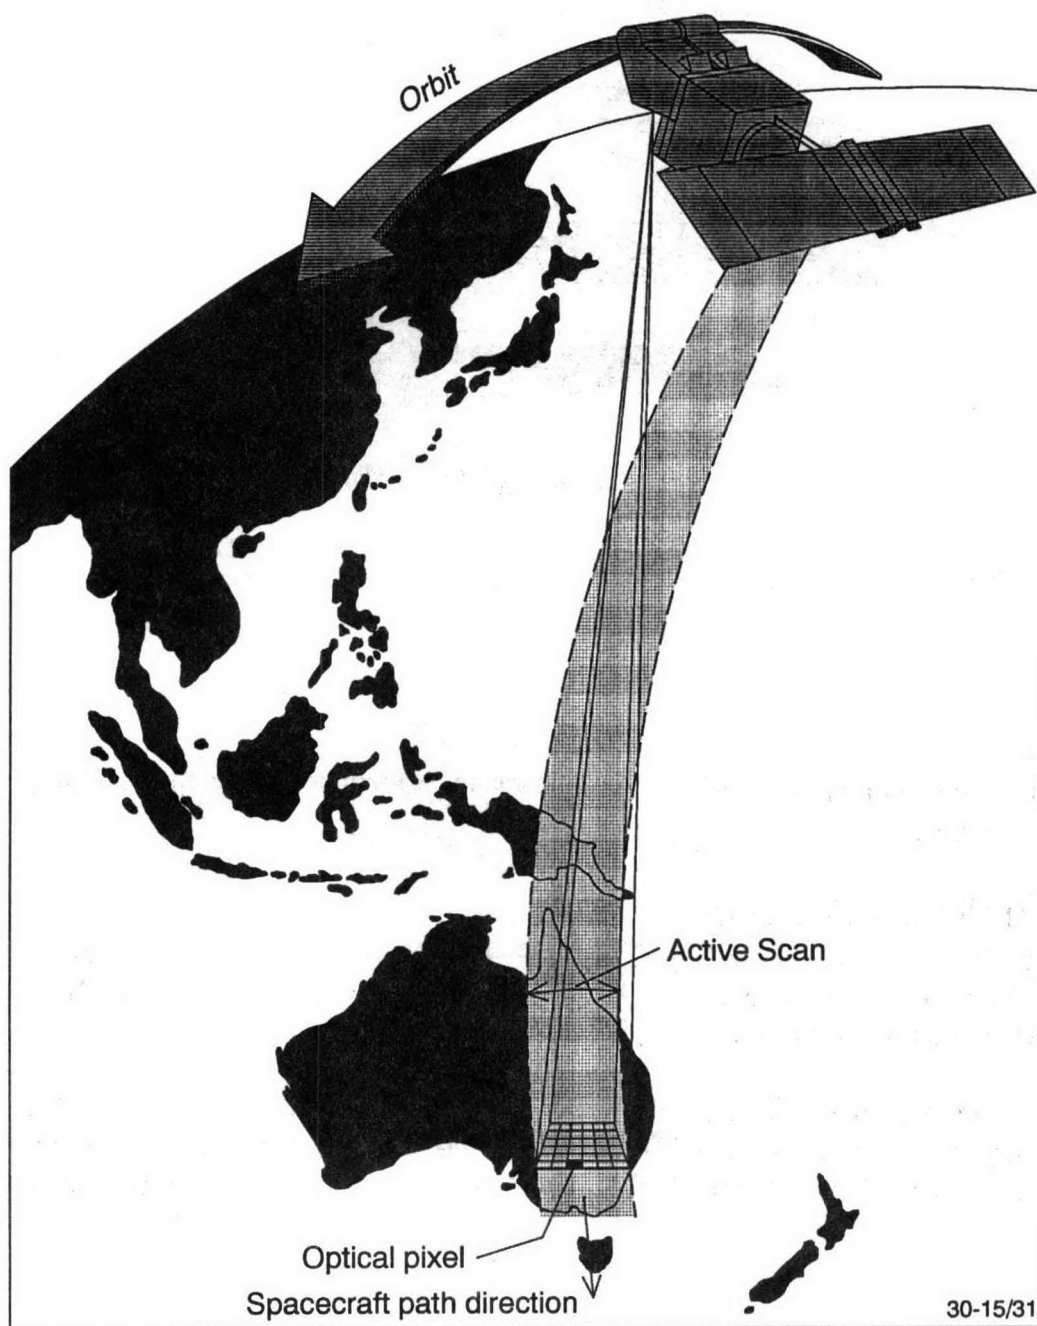 Orbit
Active Scan
Optical pixel
Spacecraft path direction
30-15/31